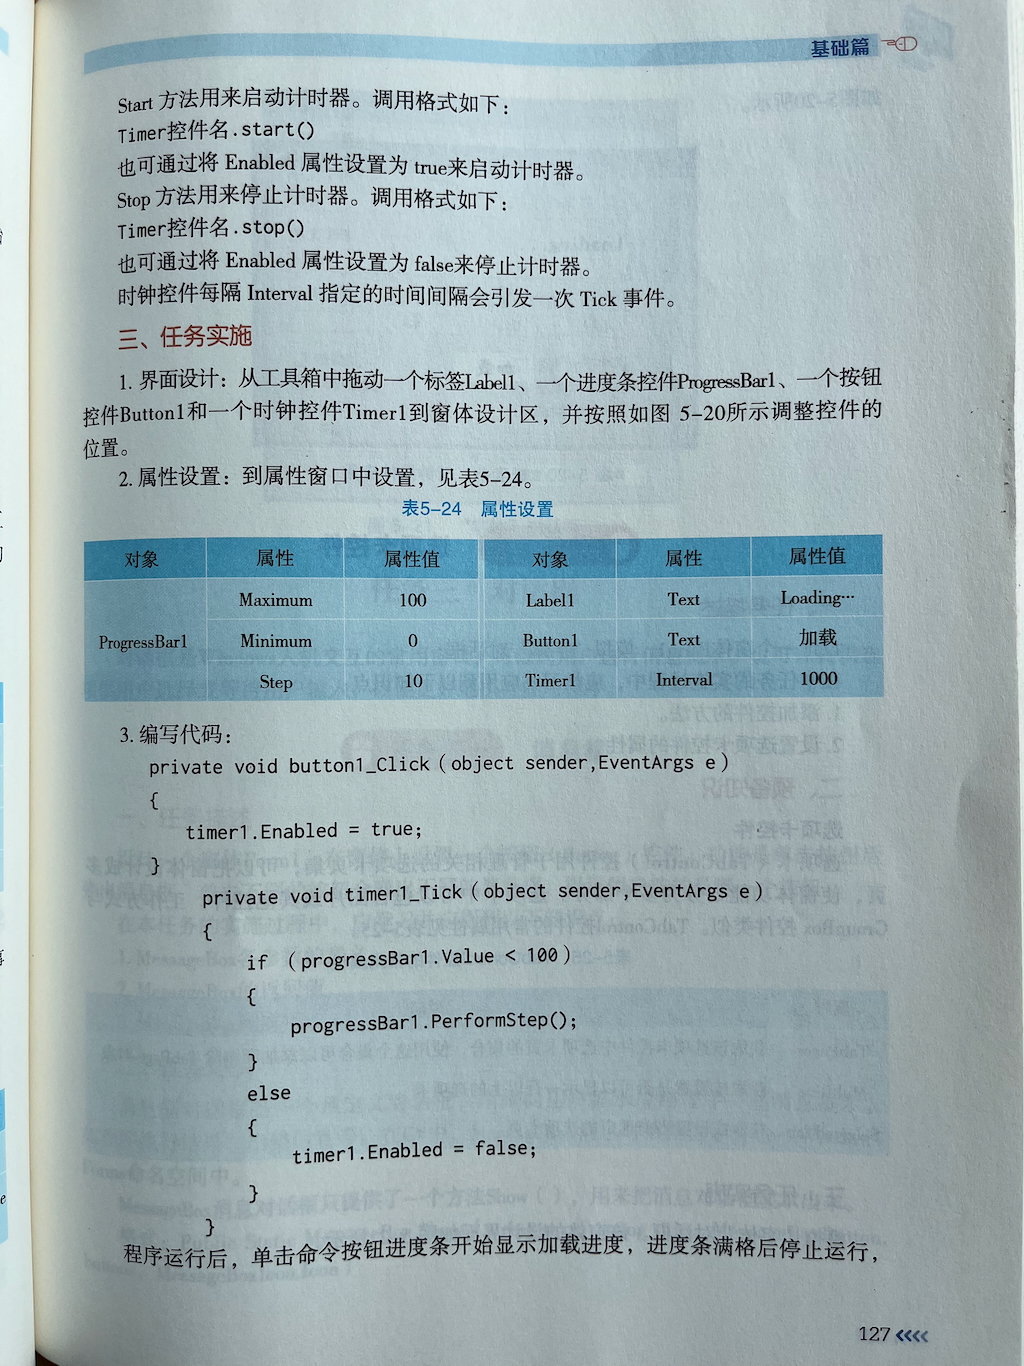 基础篇
Start 方法用来启动计时器。调用格式如下：
Timer控件名.start()
也可通过将 Enabled 属性设置为 true来启动计时器。
Stop 方法用来停止计时器。调用格式如下：
Timer控件名.stop()
也可通过将 Enabled 属性设置为 false来停止计时器。
时钟控件每隔 Interval 指定的时间间隔会引发一次 Tick 事件。
三、任务实施
1. 界面设计：从工具箱中拖动一个标签Label1、一个进度条控件ProgressBar1、一个按钮
控件Button1和一个时钟控件Timer1到窗体设计区，并按照如图 5-20所示调整控件的
位置。
2. 属性设置：到属性窗口中设置，见表5-24。
表5-24 属性设置
对象 属性 属性值 对象 属性 属性值
Maximum 100 Label1 Text Loading…
ProgressBar1 Minimum 0 Button1 Text 加载
Step 10 Timer1 Interval 1000
3. 编写代码：
private void button1_Click（object sender,EventArgs e）
{
timer1.Enabled = true;
}
private void timer1_Tick（object sender,EventArgs e）
{
if （progressBar1.Value < 100）
{
progressBar1.PerformStep();
}
else
{
timer1.Enabled = false;
}
}
程序运行后，单击命令按钮进度条开始显示加载进度，进度条满格后停止运行，
127